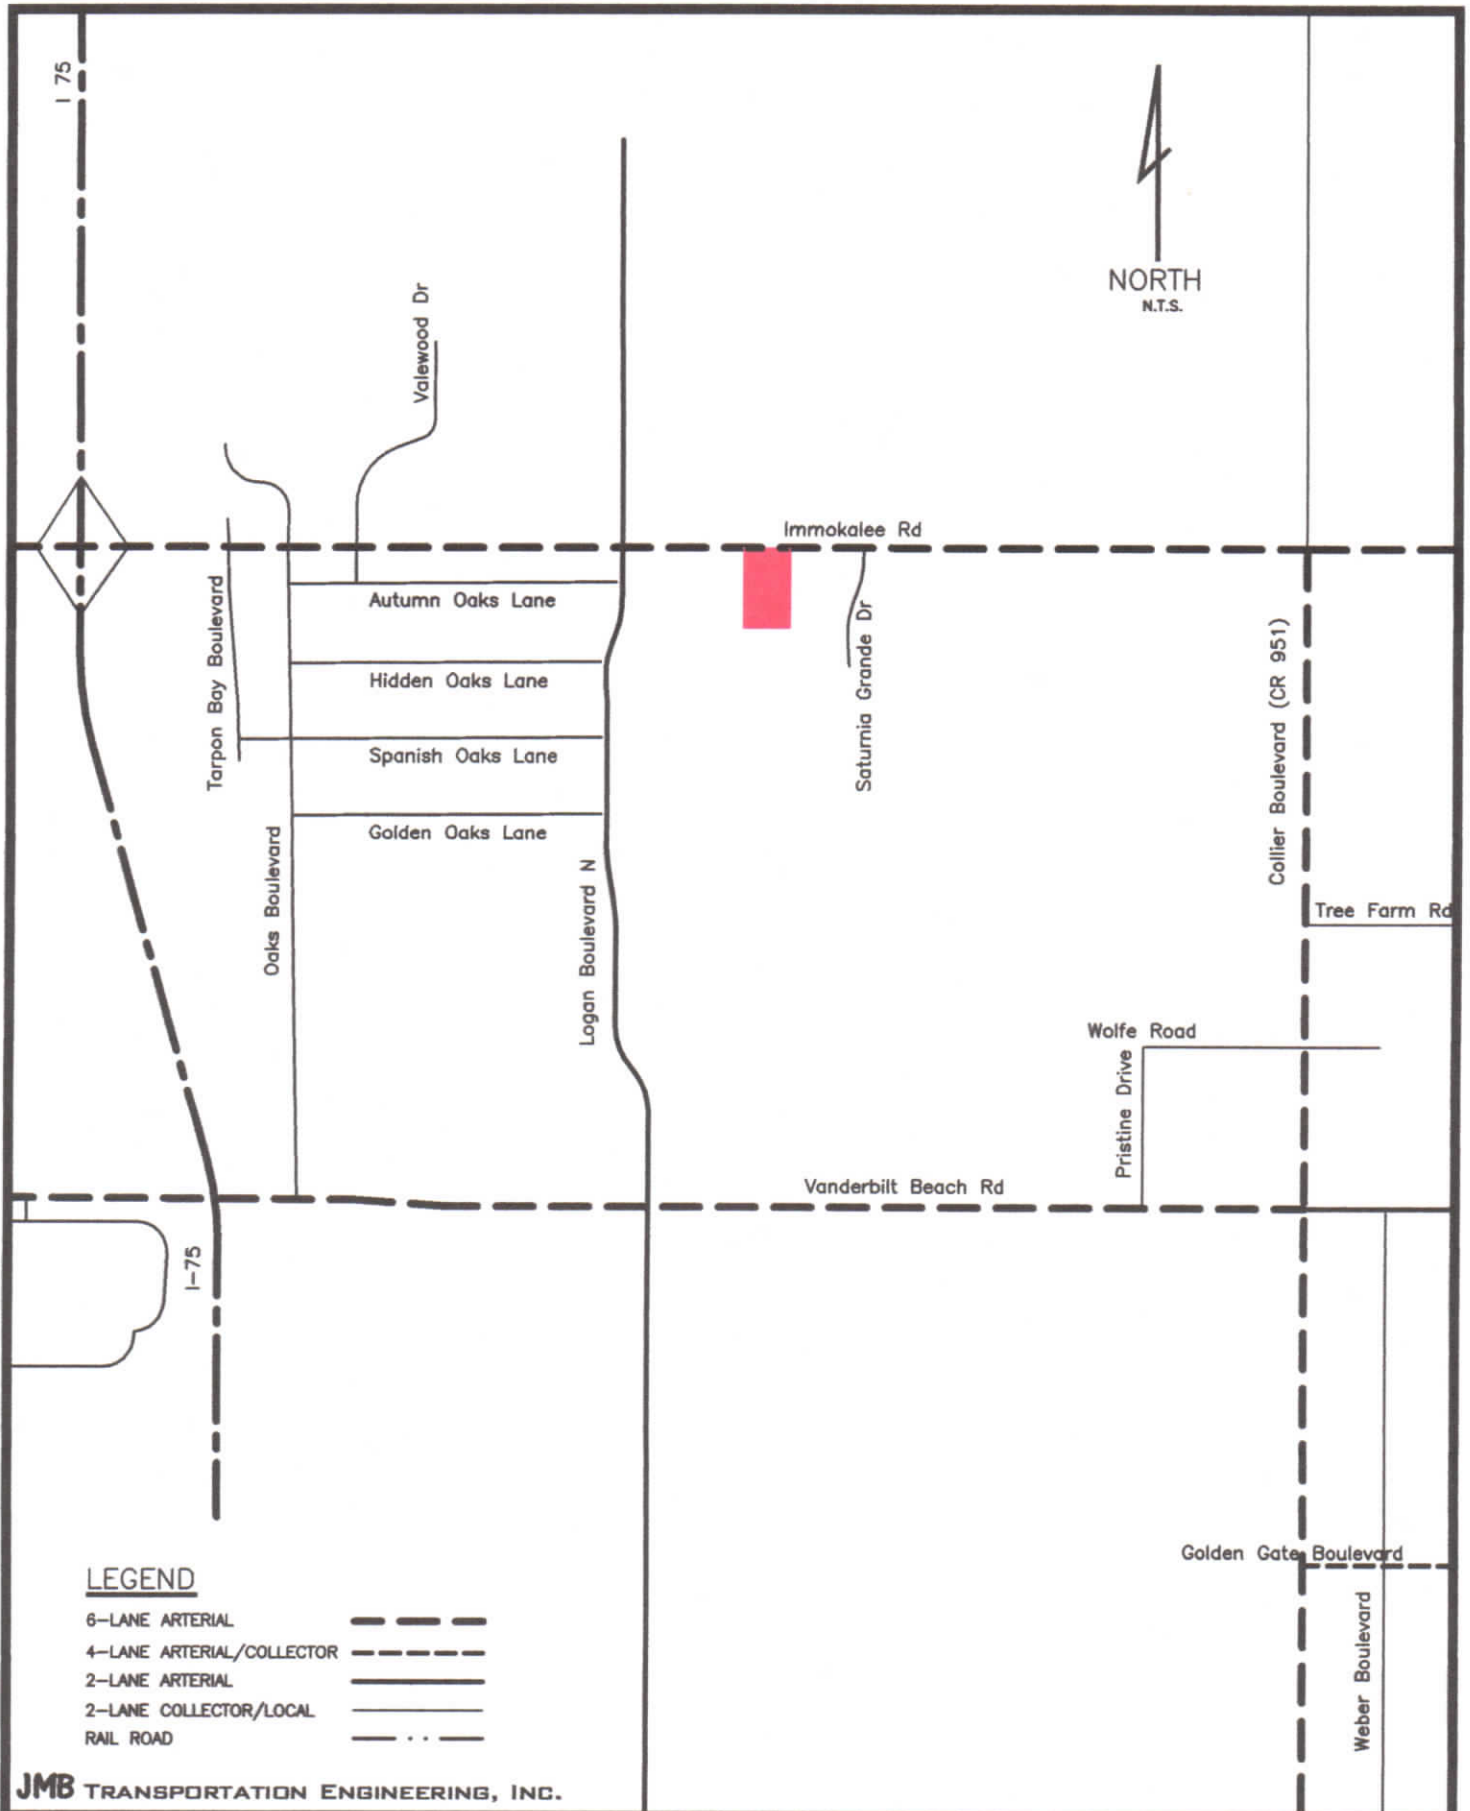 I 75
NORTH
N.T.S.
Valewood Dr
Immokalee Rd
Autumn Oaks Lane
Tarpon Bay Boulevard
Hidden Oaks Lane
Saturnia Grande Dr
Collier Boulevard (CR 951)
Spanish Oaks Lane
Golden Oaks Lane
Oaks Boulevard
Logan Boulevard N
Tree Farm Rd
Wolfe Road
Pristine Drive
Vanderbilt Beach Rd
I-75
Golden Gate Boulevard
Weber Boulevard
LEGEND
6-LANE ARTERIAL
4-LANE ARTERIAL/COLLECTOR
2-LANE ARTERIAL
2-LANE COLLECTOR/LOCAL
RAIL ROAD
JMB TRANSPORTATION ENGINEERING, INC.